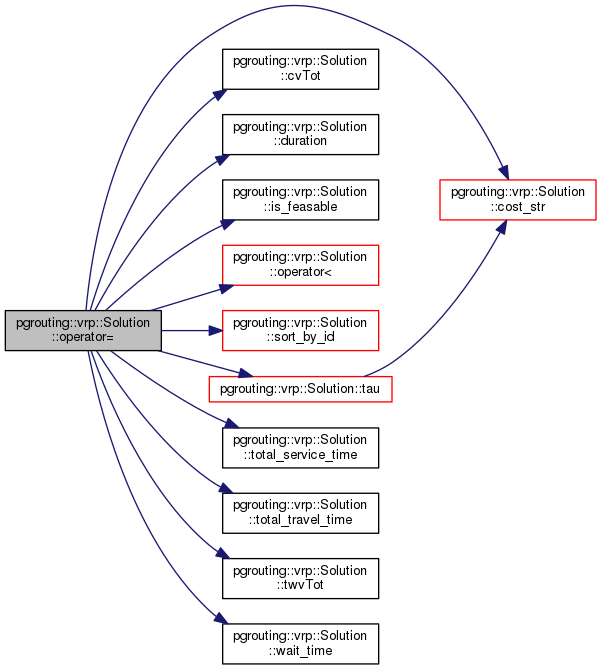 pgrouting::vrp::Solution
::cvTot
pgrouting::vrp::Solution
::duration
pgrouting::vrp::Solution
::is_feasable
pgrouting::vrp::Solution
::cost_str
pgrouting::vrp::Solution
::operator<
pgrouting::vrp::Solution
::operator=
pgrouting::vrp::Solution
::sort_by_id
pgrouting::vrp::Solution::tau
pgrouting::vrp::Solution
::total_service_time
pgrouting::vrp::Solution
::total_travel_time
pgrouting::vrp::Solution
::twvTot
pgrouting::vrp::Solution
::wait_time